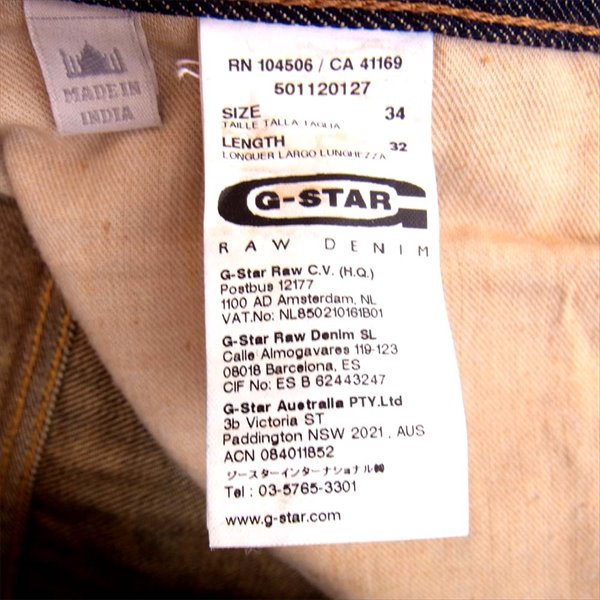 MADE IN
INDIA
RN 104506 / CA 41169
501120127
SIZE 34
TAILLE TALLA TAGLIA
LENGTH 32
LONGUER LARGO LUNGHEZZA
G-STAR
RAW DENIM
G-Star Raw C.V. (H.Q.)
Postbus 12177
1100 AD Amsterdam, NL
VAT.No: NL850210161B01
G-Star Raw Denim SL
Calle Almogavares 119-123
08018 Barcelona, ES
CIF No: ES B 62443247
G-Star Australia PTY.Ltd
3b Victoria ST
Paddington NSW 2021 , AUS
ACN 084011852
ジースターインターナショナル㈱
Tel : 03-5765-3301
www.g-star.com